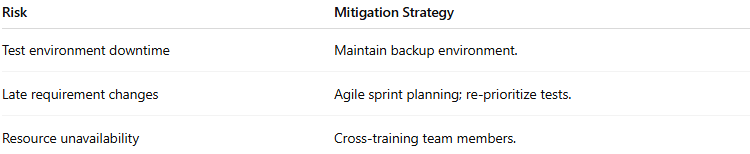 Risk Mitigation Strategy
Test environment downtime Maintain backup environment.
Late requirement changes Agile sprint planning; re-prioritize tests.
Resource unavailability Cross-training team members.